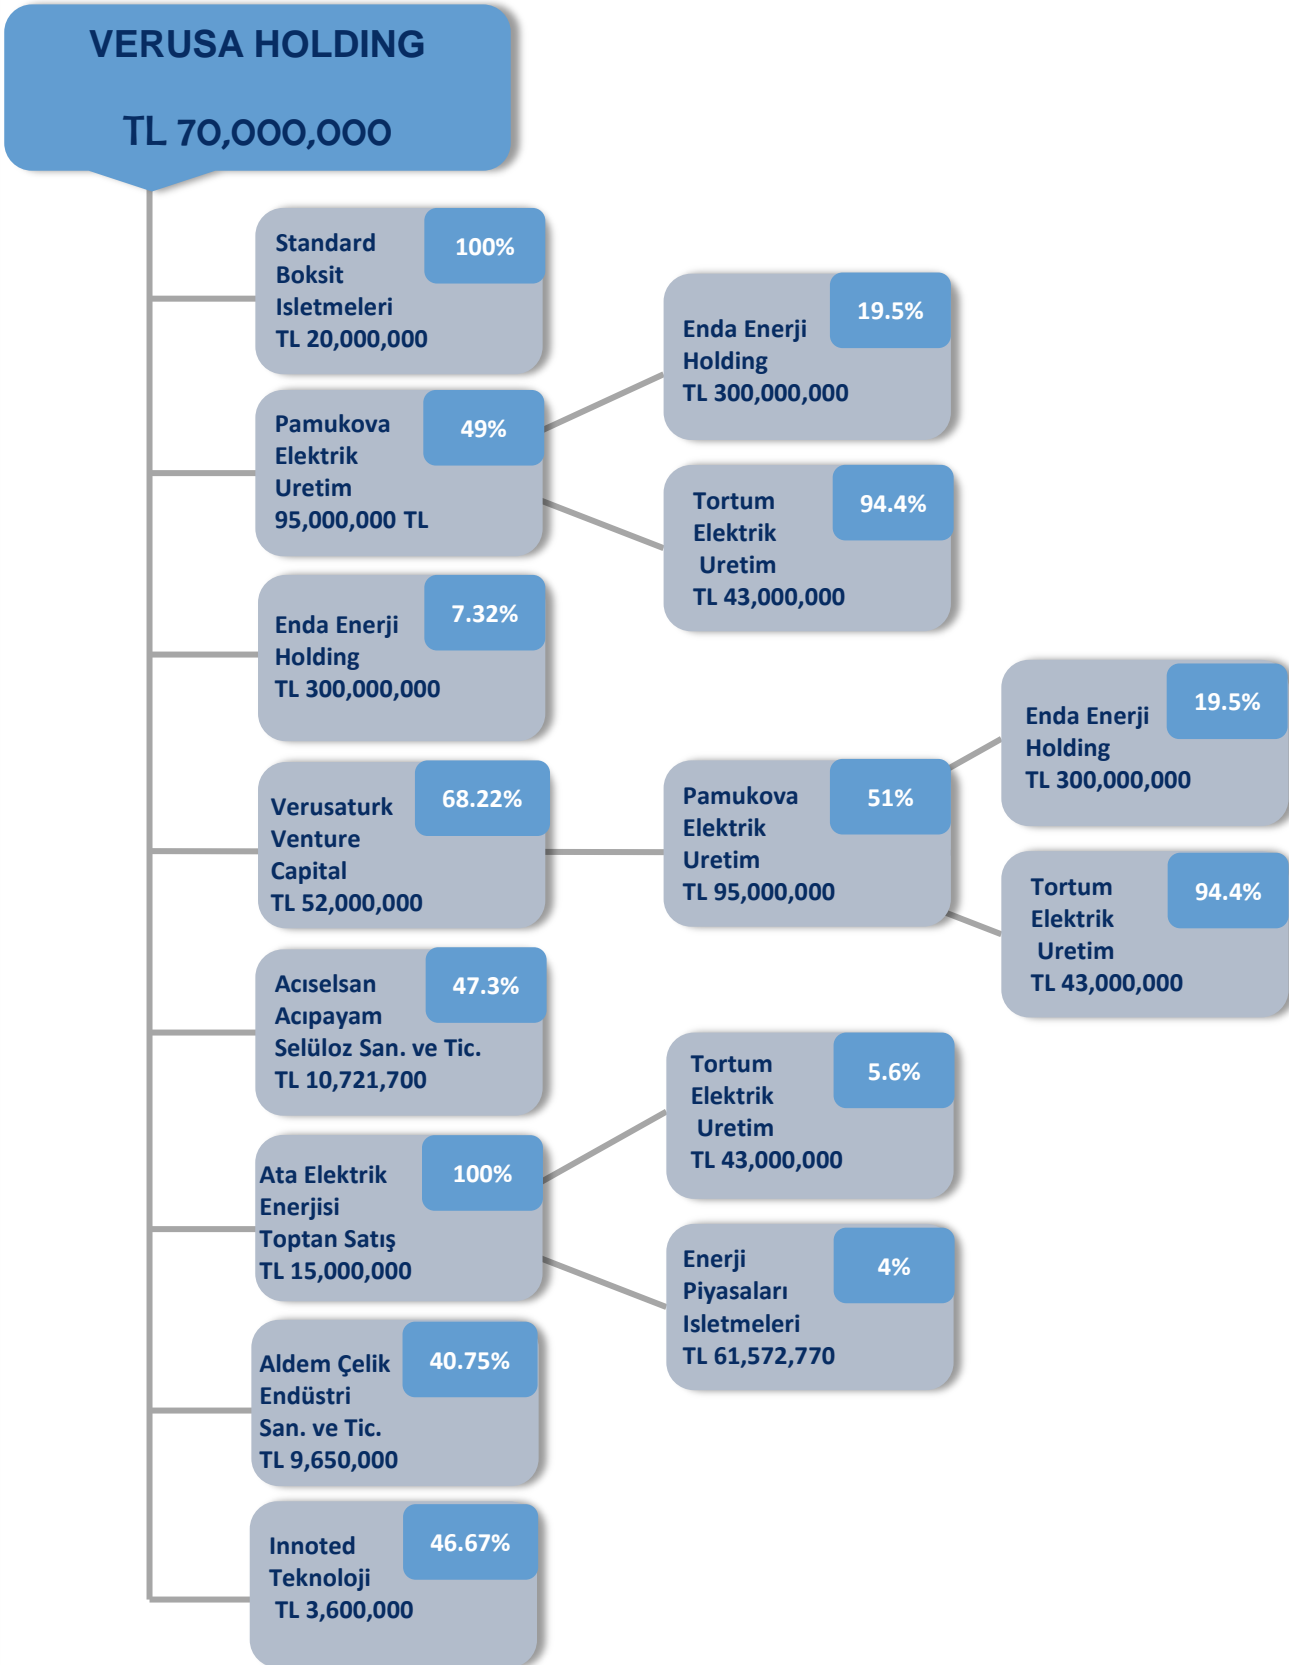 VERUSA HOLDING
TL 70,000,000
Standard
Boksit
Isletmeleri
TL 20,000,000
100%
Pamukova
Elektrik
Uretim
95,000,000 TL
49%
Enda Enerji
Holding
TL 300,000,000
19.5%
Tortum
Elektrik
Uretim
TL 43,000,000
94.4%
Enda Enerji
Holding
TL 300,000,000
7.32%
Verusaturk
Venture
Capital
TL 52,000,000
68.22%
Pamukova
Elektrik
Uretim
TL 95,000,000
51%
Enda Enerji
Holding
TL 300,000,000
19.5%
Tortum
Elektrik
Uretim
TL 43,000,000
94.4%
Acıselsan
Acıpayam
Selüloz San. ve Tic.
TL 10,721,700
47.3%
Ata Elektrik
Enerjisi
Toptan Satış
TL 15,000,000
100%
Tortum
Elektrik
Uretim
TL 43,000,000
5.6%
Enerji
Piyasaları
Isletmeleri
TL 61,572,770
4%
Aldem Çelik
Endüstri
San. ve Tic.
TL 9,650,000
40.75%
Innoted
Teknoloji
TL 3,600,000
46.67%